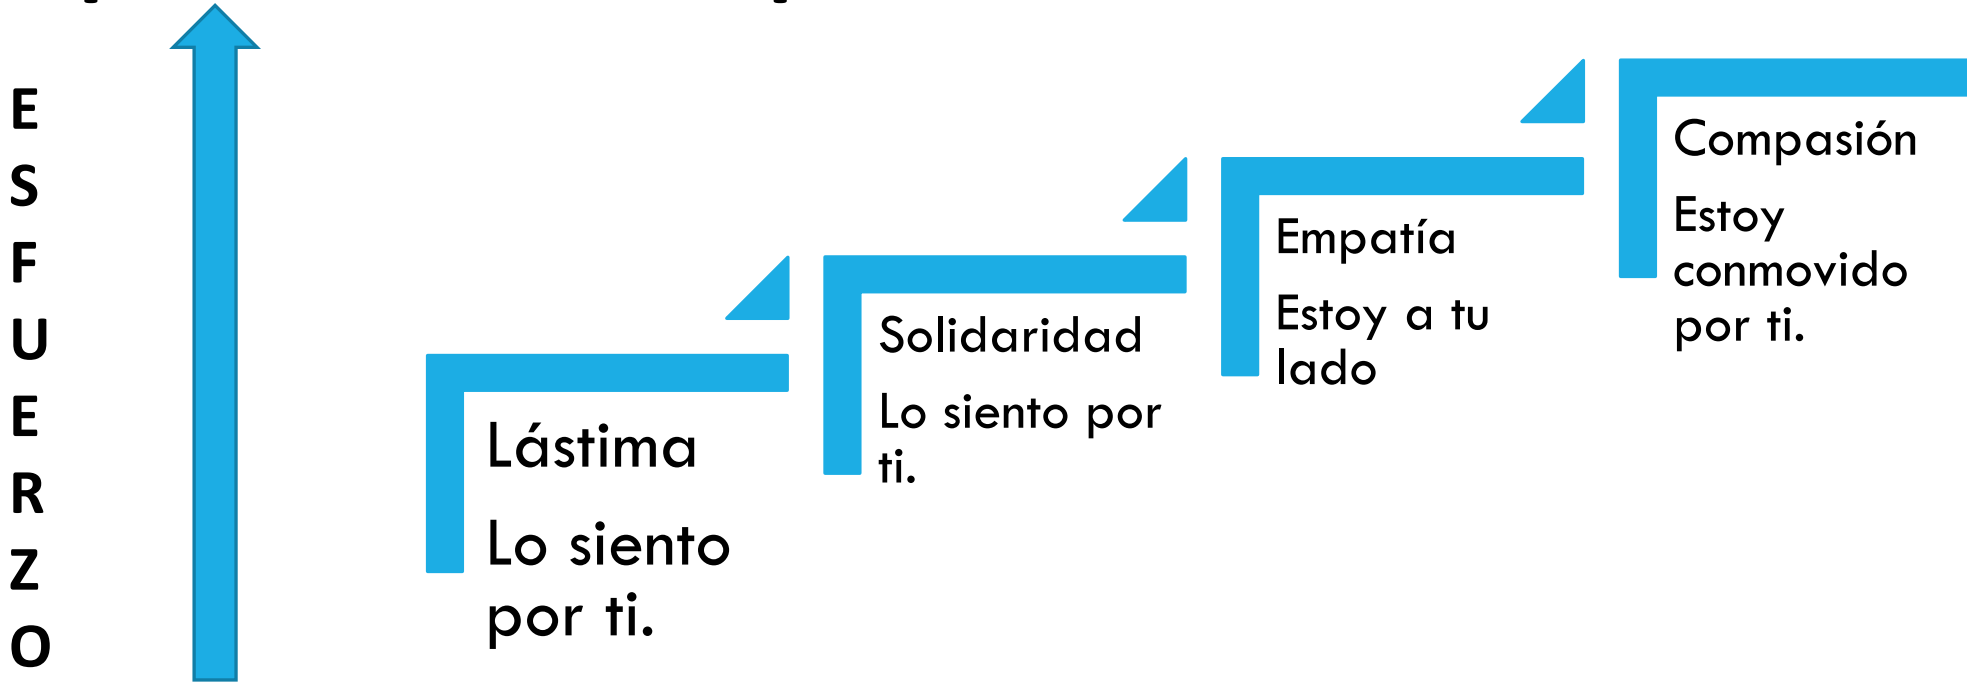 ESFUERZO
Lástima
Lo siento
por ti.
Solidaridad
Lo siento por
ti.
Empatía
Estoy a tu
lado
Compasión
Estoy
conmovido
por ti.